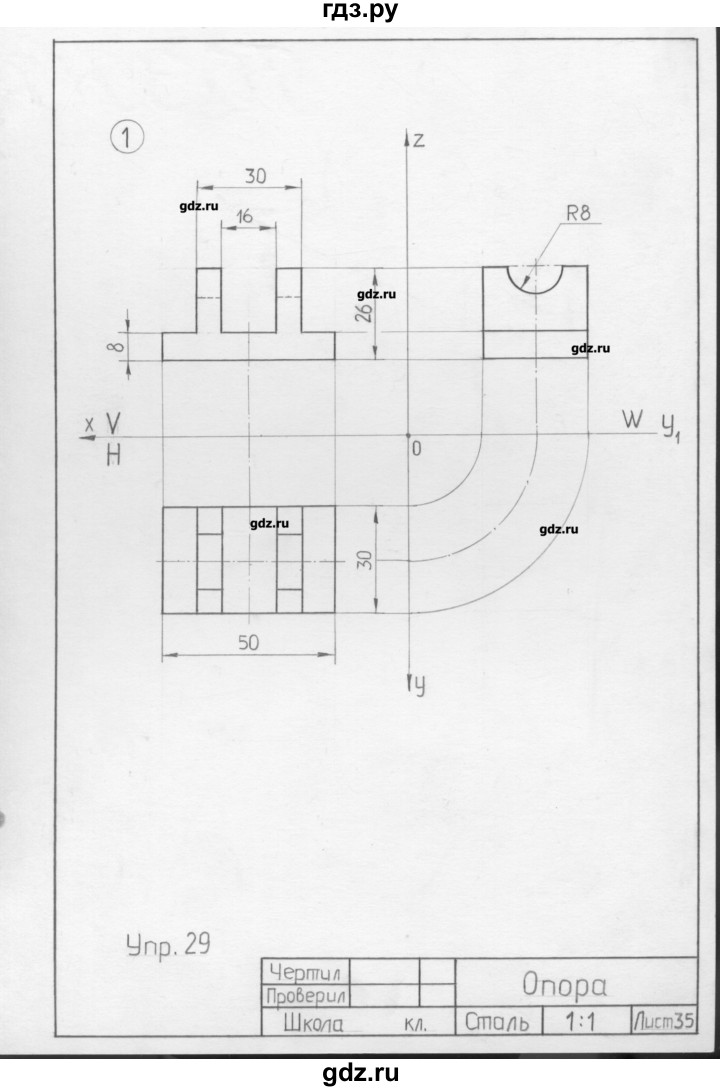 гдз.ру
1
z
30
gdz.ru
16
R8
gdz.ru
26
8
gdz.ru
x V
W y1
H
0
gdz.ru
gdz.ru
30
50
y
Упр. 29
Чертил
Проверил
Опора
Школа кл. Сталь 1:1 Лист35
gdz.ru